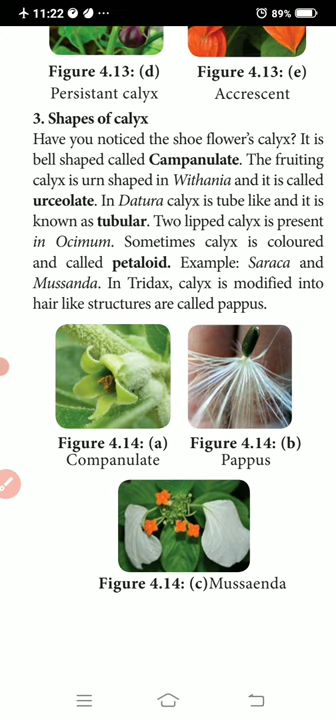 11:22
89%
Figure 4.13: (d)
Persistant calyx
Figure 4.13: (e)
Accrescent
3. Shapes of calyx
Have you noticed the shoe flower's calyx? It is
bell shaped called Campanulate. The fruiting
calyx is urn shaped in Withania and it is called
urceolate. In Datura calyx is tube like and it is
known as tubular. Two lipped calyx is present
in Ocimum. Sometimes calyx is coloured
and called petaloid. Example: Saraca and
Mussanda. In Tridax, calyx is modified into
hair like structures are called pappus.
Figure 4.14: (a)
Companulate
Figure 4.14: (b)
Pappus
Figure 4.14: (c)Mussaenda